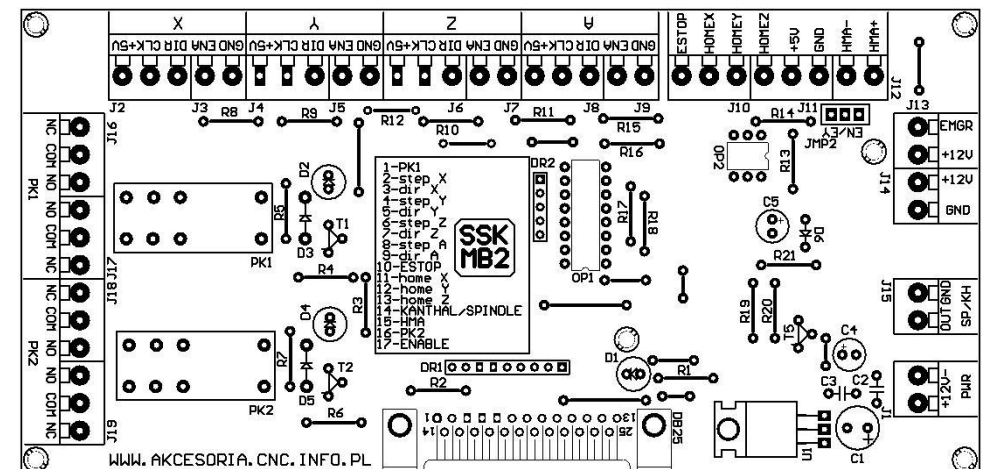 X Y Z A
GND ENA DIR CLK+5V GND ENA DIR CLK+5V GND ENA DIR CLK+5V GND ENA DIR CLK+5V
ESTOP
HOMEX
HOMEY
HOMEZ
+5V
GND
HMA-
HMA+
J2 J3 J4 J5 J6 J7 J8 J9 J10 J11 J12 J13
R8 R9 R12 R10 R11 R15 R16 R14
EN/EY
JMP2
OP2
R13
EMGR
+12V
J14
+12V
GND
J16
NC
COM
NO
NO
COM
NC
PK1
J17
D2
R5
T1
D3
PK1
R4
1-PK1
2-step X
3-dir X
4-step Y
5-dir Y
6-step Z
7-dir Z
8-step A
9-dir A
10-ESTOP
11-home X
12-home Y
13-home Z
14-KANTHAL/SPINDLE
15-HMA
16-PK2
17-ENABLE
SSK
MB2
DR2
OP1
R17
R18
C5
D6
R21
J18
NC
COM
NO
NO
COM
NC
PK2
J19
D4
R3
R7
T2
D5
PK2
R6
DR1
R2
D1
R1
R19
R20
T5
C4
C3
C2
J15
GND
OUT
SP/KH
+12V-
PWR
J1
1 13
14 25
DB25
U1
C1
WWW.AKCESORIA.CNC.INFO.PL